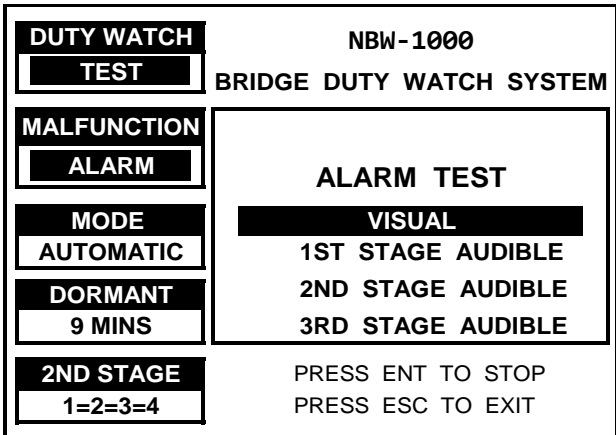 DUTY WATCH
TEST
NBW-1000
BRIDGE DUTY WATCH SYSTEM
MALFUNCTION
ALARM
MODE
AUTOMATIC
DORMANT
9 MINS
2ND STAGE
1=2=3=4
ALARM TEST
VISUAL
1ST STAGE AUDIBLE
2ND STAGE AUDIBLE
3RD STAGE AUDIBLE
PRESS ENT TO STOP
PRESS ESC TO EXIT